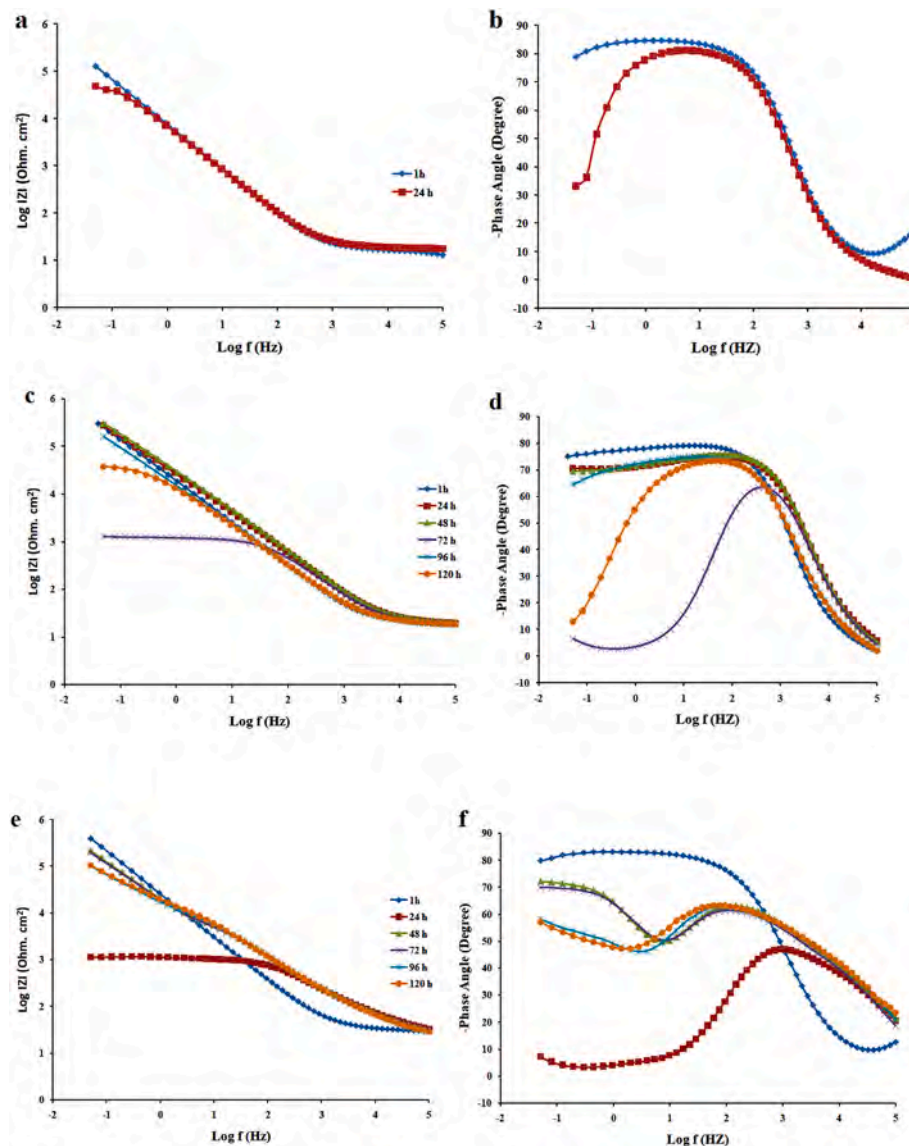 a
Log IZI (Ohm. cm²)
6
5
4
3
2
1
0
-2 -1 0 1 2 3 4 5
Log f (Hz)
1h
24 h
b
-Phase Angle (Degree)
90
80
70
60
50
40
30
20
10
0
-10
-2 -1 0 1 2 3 4 5
Log f (HZ)
c
Log IZI (Ohm. cm²)
6
5
4
3
2
1
0
-2 -1 0 1 2 3 4 5
Log f (Hz)
1h
24 h
48 h
72 h
96 h
120 h
d
-Phase Angle (Degree)
90
80
70
60
50
40
30
20
10
0
-10
-2 -1 0 1 2 3 4 5
Log f (HZ)
e
Log IZI (Ohm. cm²)
6
5
4
3
2
1
0
-2 -1 0 1 2 3 4 5
Log f (Hz)
1h
24 h
48 h
72 h
96 h
120 h
f
-Phase Angle (Degree)
90
80
70
60
50
40
30
20
10
0
-10
-2 -1 0 1 2 3 4 5
Log f (HZ)